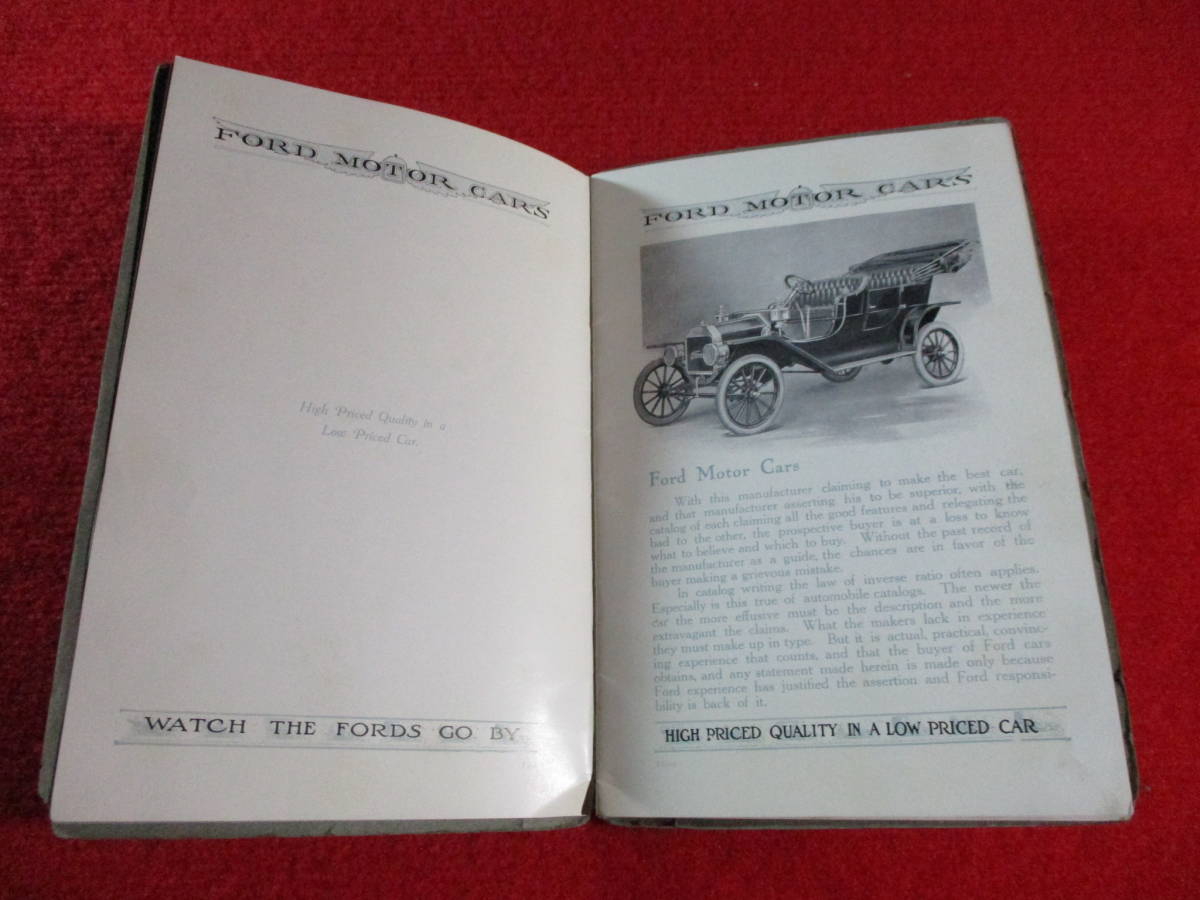 FORD MOTOR CARS
High Priced Quality in a
Low Priced Car.
WATCH THE FORDS GO BY
FORD MOTOR CARS
Ford Motor Cars
With this manufacturer claiming to make the best car,
and that manufacturer asserting his to be superior, with the
catalog of each claiming all the good features and relegating the
bad to the other, the prospective buyer is at a loss to know
what to believe and which to buy. Without the past record of
the manufacturer as a guide, the chances are in favor of the
buyer making a grievous mistake.
In catalog writing the law of inverse ratio often applies.
Especially is this true of automobile catalogs. The newer the
car the more effusive must be the description and the more
extravagant the claims. What the makers lack in experience
they must make up in type. But it is actual, practical, convinc-
ing experience that counts, and that the buyer of Ford cars
obtains, and any statement made herein is made only because
Ford experience has justified the assertion and Ford responsi-
bility is back of it.
HIGH PRICED QUALITY IN A LOW PRICED CAR